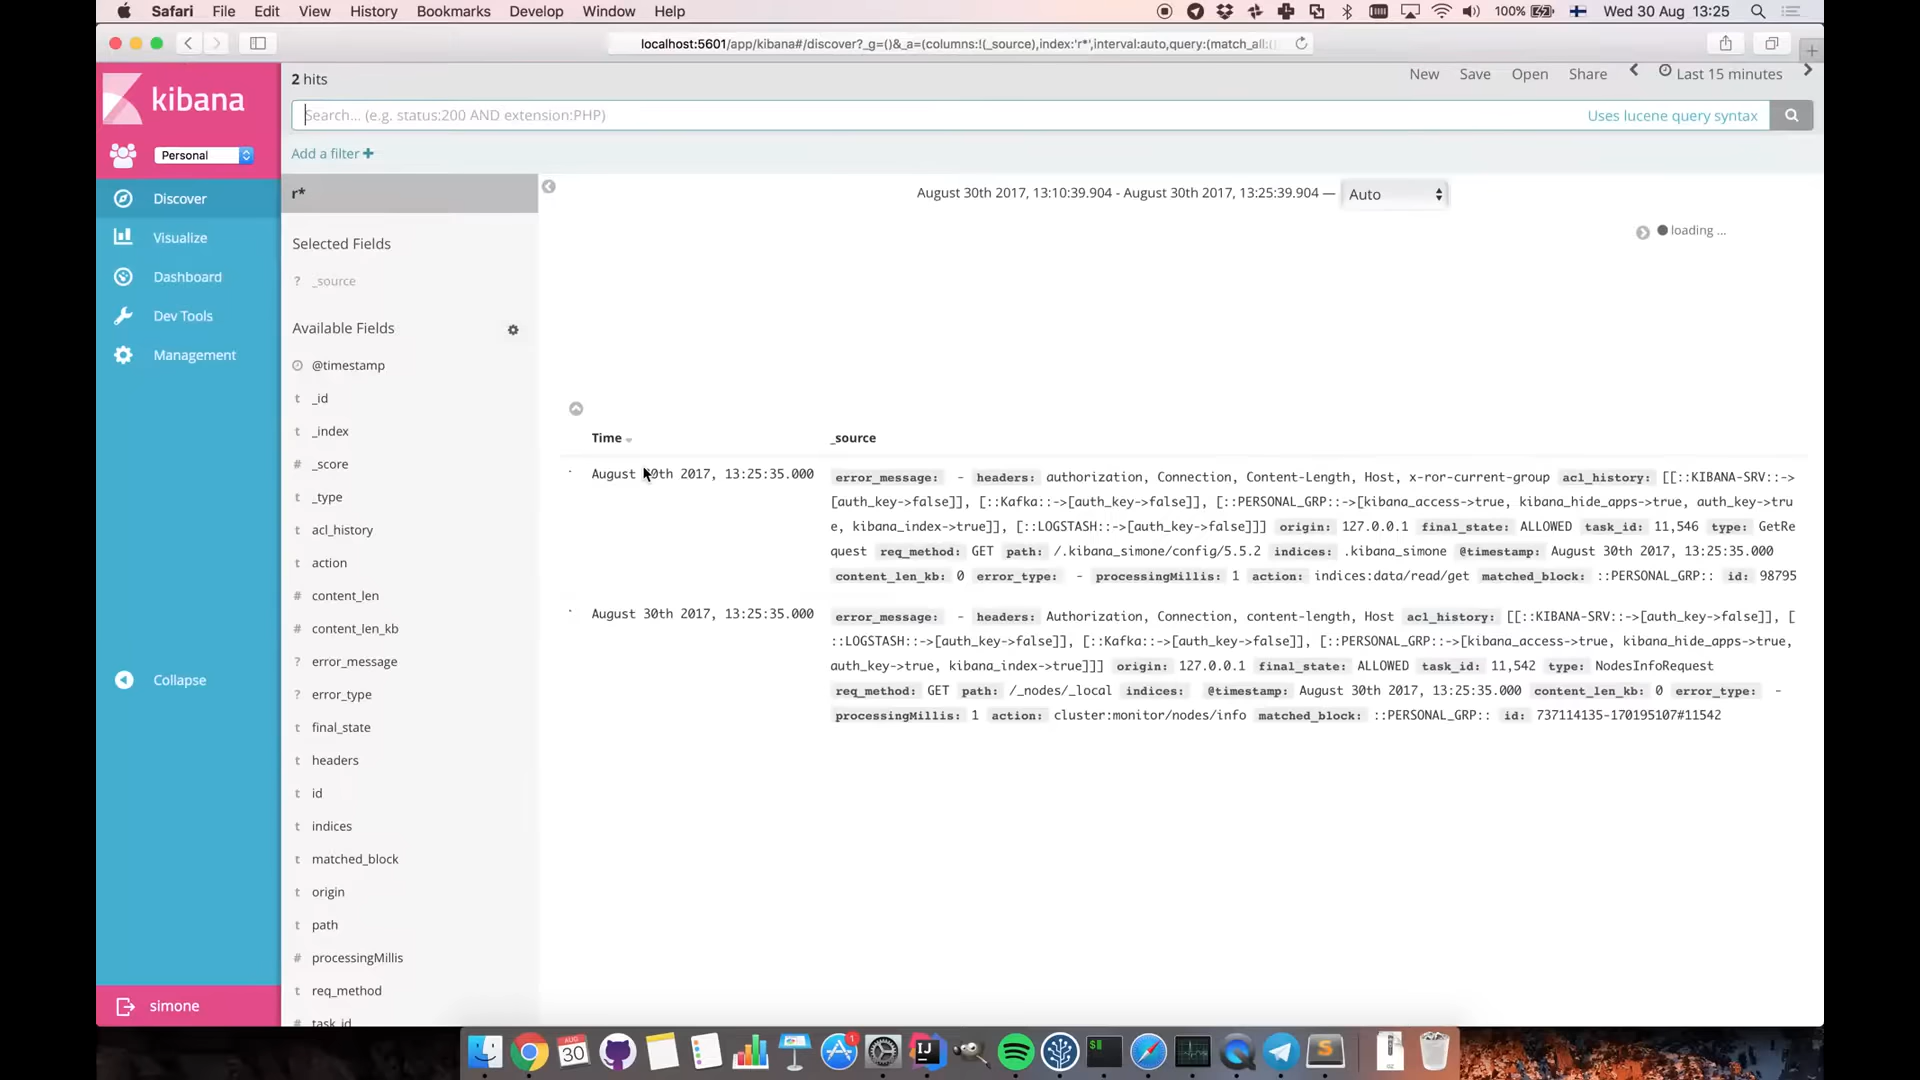 Safari File Edit View History Bookmarks Develop Window Help 100% Wed 30 Aug 13:25
localhost:5601/app/kibana#/discover?_g=()&_a=(columns:!(_source),index:'r*',interval:auto,query:(match_all:(
kibana
Personal
Discover
Visualize
Dashboard
Dev Tools
Management
Collapse
simone
2 hits
New Save Open Share Last 15 minutes
Search... (e.g. status:200 AND extension:PHP)
Uses lucene query syntax
Add a filter +
r*
Selected Fields
? _source
Available Fields
@timestamp
t _id
t _index
# _score
t _type
t acl_history
t action
# content_len
# content_len_kb
? error_message
? error_type
t final_state
t headers
t id
t indices
t matched_block
t origin
t path
# processingMillis
t req_method
# task_id
August 30th 2017, 13:10:39.904 - August 30th 2017, 13:25:39.904 — Auto
loading ...
Time _source
August 30th 2017, 13:25:35.000
error_message: - headers: authorization, Connection, Content-Length, Host, x-ror-current-group acl_history: [[::KIBANA-SRV::->
[auth_key->false]], [::Kafka::->[auth_key->false]], [::PERSONAL_GRP::->[kibana_access->true, kibana_hide_apps->true, auth_key->tru
e, kibana_index->true]], [::LOGSTASH::->[auth_key->false]]] origin: 127.0.0.1 final_state: ALLOWED task_id: 11,546 type: GetRe
quest req_method: GET path: /.kibana_simone/config/5.5.2 indices: .kibana_simone @timestamp: August 30th 2017, 13:25:35.000
content_len_kb: 0 error_type: - processingMillis: 1 action: indices:data/read/get matched_block: ::PERSONAL_GRP:: id: 98795
August 30th 2017, 13:25:35.000
error_message: - headers: Authorization, Connection, content-length, Host acl_history: [[::KIBANA-SRV::->[auth_key->false]], [
::LOGSTASH::->[auth_key->false]], [::Kafka::->[auth_key->false]], [::PERSONAL_GRP::->[kibana_access->true, kibana_hide_apps->true,
auth_key->true, kibana_index->true]]] origin: 127.0.0.1 final_state: ALLOWED task_id: 11,542 type: NodesInfoRequest
req_method: GET path: /_nodes/_local indices: @timestamp: August 30th 2017, 13:25:35.000 content_len_kb: 0 error_type: -
processingMillis: 1 action: cluster:monitor/nodes/info matched_block: ::PERSONAL_GRP:: id: 737114135-170195107#11542
AUG
30
1
IJ
$
S